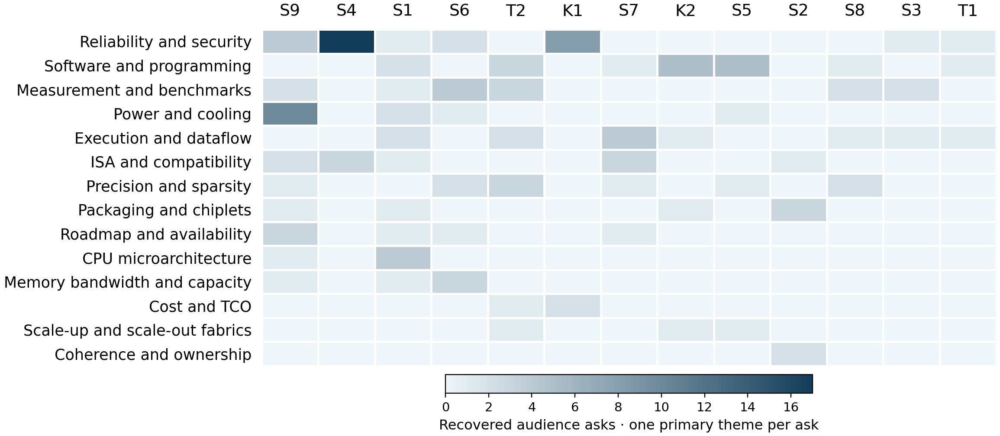 S9 S4 S1 S6 T2 K1 S7 K2 S5 S2 S8 S3 T1
Reliability and security
Software and programming
Measurement and benchmarks
Power and cooling
Execution and dataflow
ISA and compatibility
Precision and sparsity
Packaging and chiplets
Roadmap and availability
CPU microarchitecture
Memory bandwidth and capacity
Cost and TCO
Scale-up and scale-out fabrics
Coherence and ownership
0 2 4 6 8 10 12 14 16
Recovered audience asks · one primary theme per ask